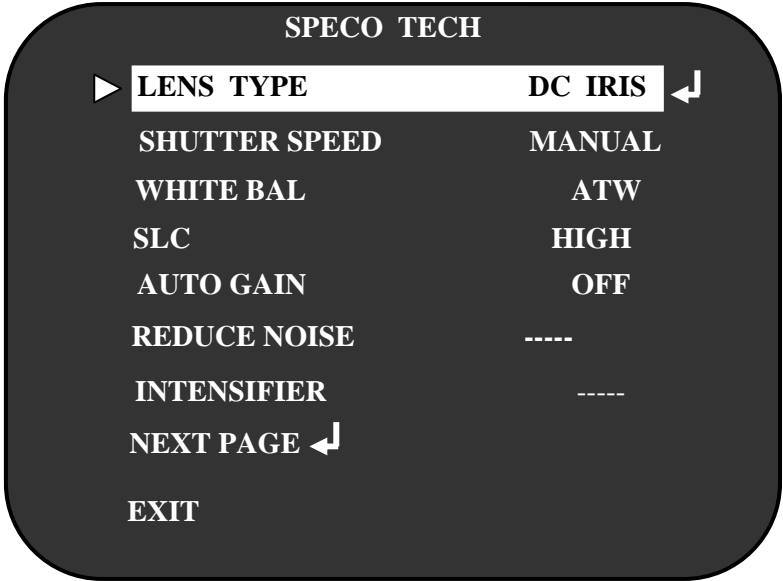 SPECO TECH
LENS TYPE DC IRIS
SHUTTER SPEED MANUAL
WHITE BAL ATW
SLC HIGH
AUTO GAIN OFF
REDUCE NOISE -----
INTENSIFIER -----
NEXT PAGE
EXIT